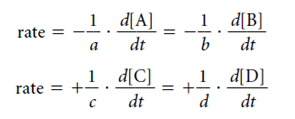 rate = −1/a · d[A]/dt = −1/b · d[B]/dt
rate = +1/c · d[C]/dt = +1/d · d[D]/dt